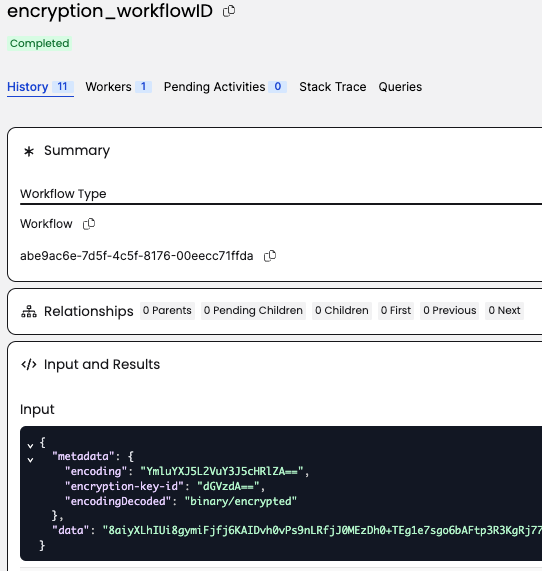 encryption_workflowID
Completed
History 11 Workers 1 Pending Activities 0 Stack Trace Queries
Summary
Workflow Type
Workflow
abe9ac6e-7d5f-4c5f-8176-00eecc71ffda
Relationships 0 Parents 0 Pending Children 0 Children 0 First 0 Previous 0 Next
</> Input and Results
Input
{
"metadata": {
"encoding": "YmluYXJ5L2VuY3J5cHRlZA==",
"encryption-key-id": "dGVzdA==",
"encodingDecoded": "binary/encrypted"
},
"data": "8aiyXLhIUi8gymiFjfj6KAIDvh0vPs9nLRfjJ0MEzDh0+TEg1e7sgo6bAFtp3R3KgRj77
}